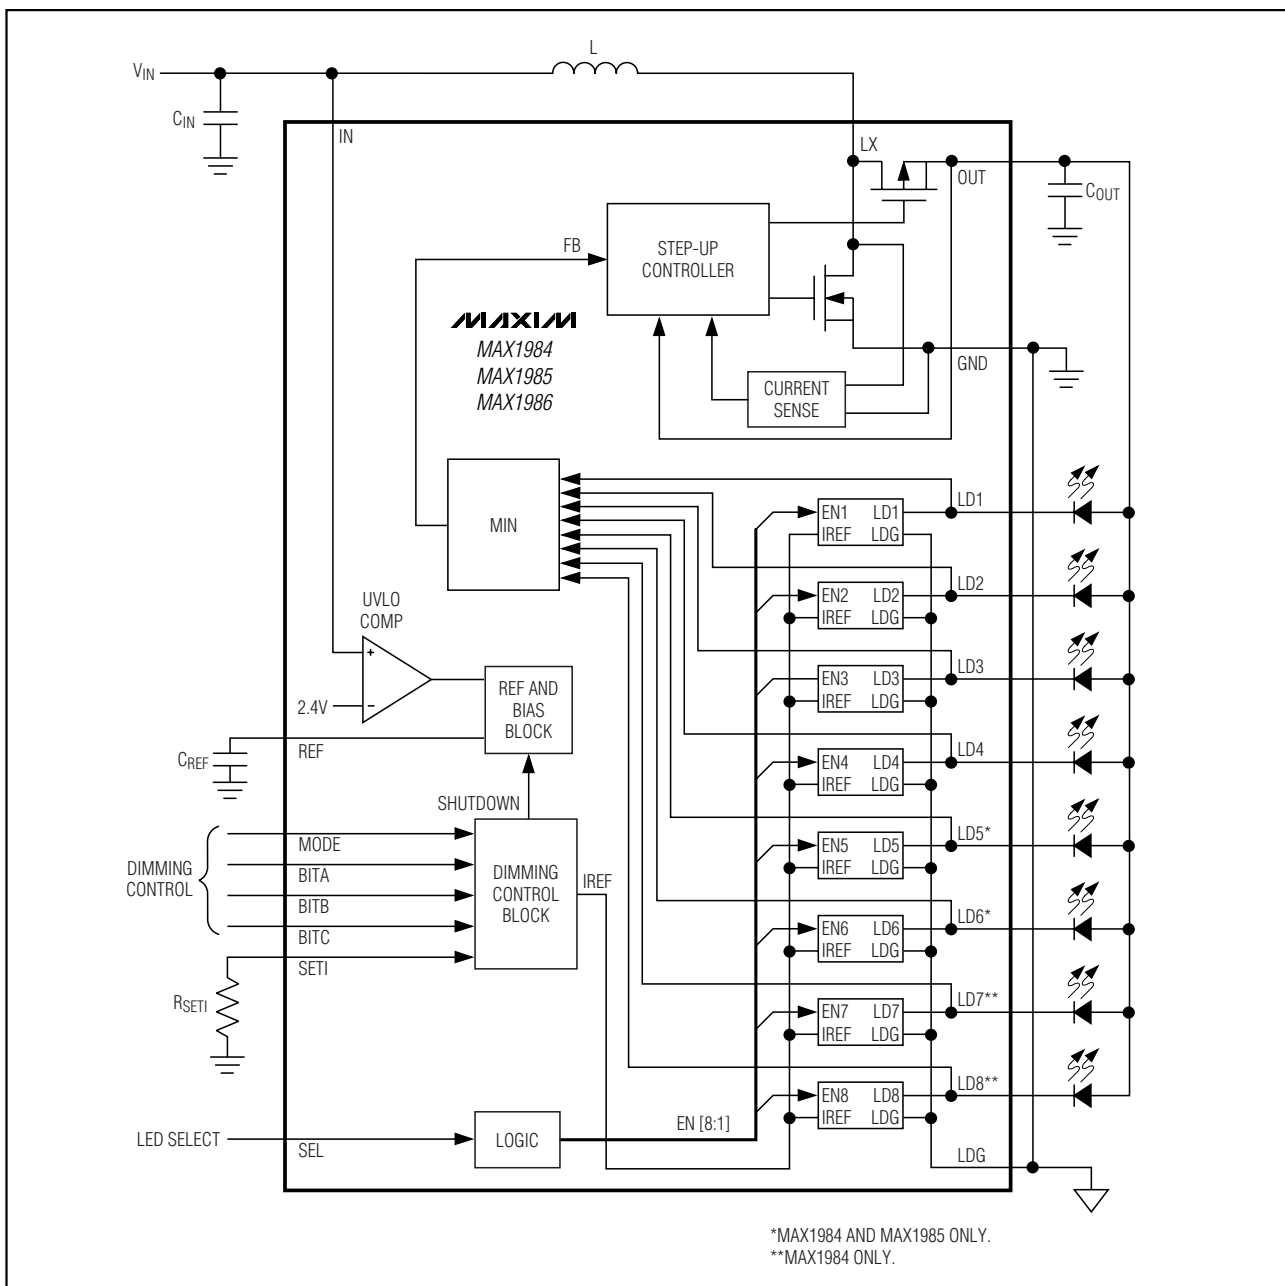 L
VIN
CIN
IN
LX
OUT
COUT
FB
STEP-UP
CONTROLLER
MAXIM
MAX1984
MAX1985
MAX1986
GND
CURRENT
SENSE
MIN
EN1 LD1
IREF LDG
LD1
EN2 LD2
IREF LDG
LD2
EN3 LD3
IREF LDG
LD3
EN4 LD4
IREF LDG
LD4
EN5 LD5
IREF LDG
LD5*
EN6 LD6
IREF LDG
LD6*
EN7 LD7
IREF LDG
LD7**
EN8 LD8
IREF LDG
LD8**
UVLO
COMP
+
2.4V
−
REF AND
BIAS
BLOCK
REF
CREF
SHUTDOWN
DIMMING
CONTROL
MODE
BITA
BITB
BITC
SETI
DIMMING
CONTROL
BLOCK
IREF
RSETI
LED SELECT
SEL
LOGIC
EN [8:1]
LDG
*MAX1984 AND MAX1985 ONLY.
**MAX1984 ONLY.